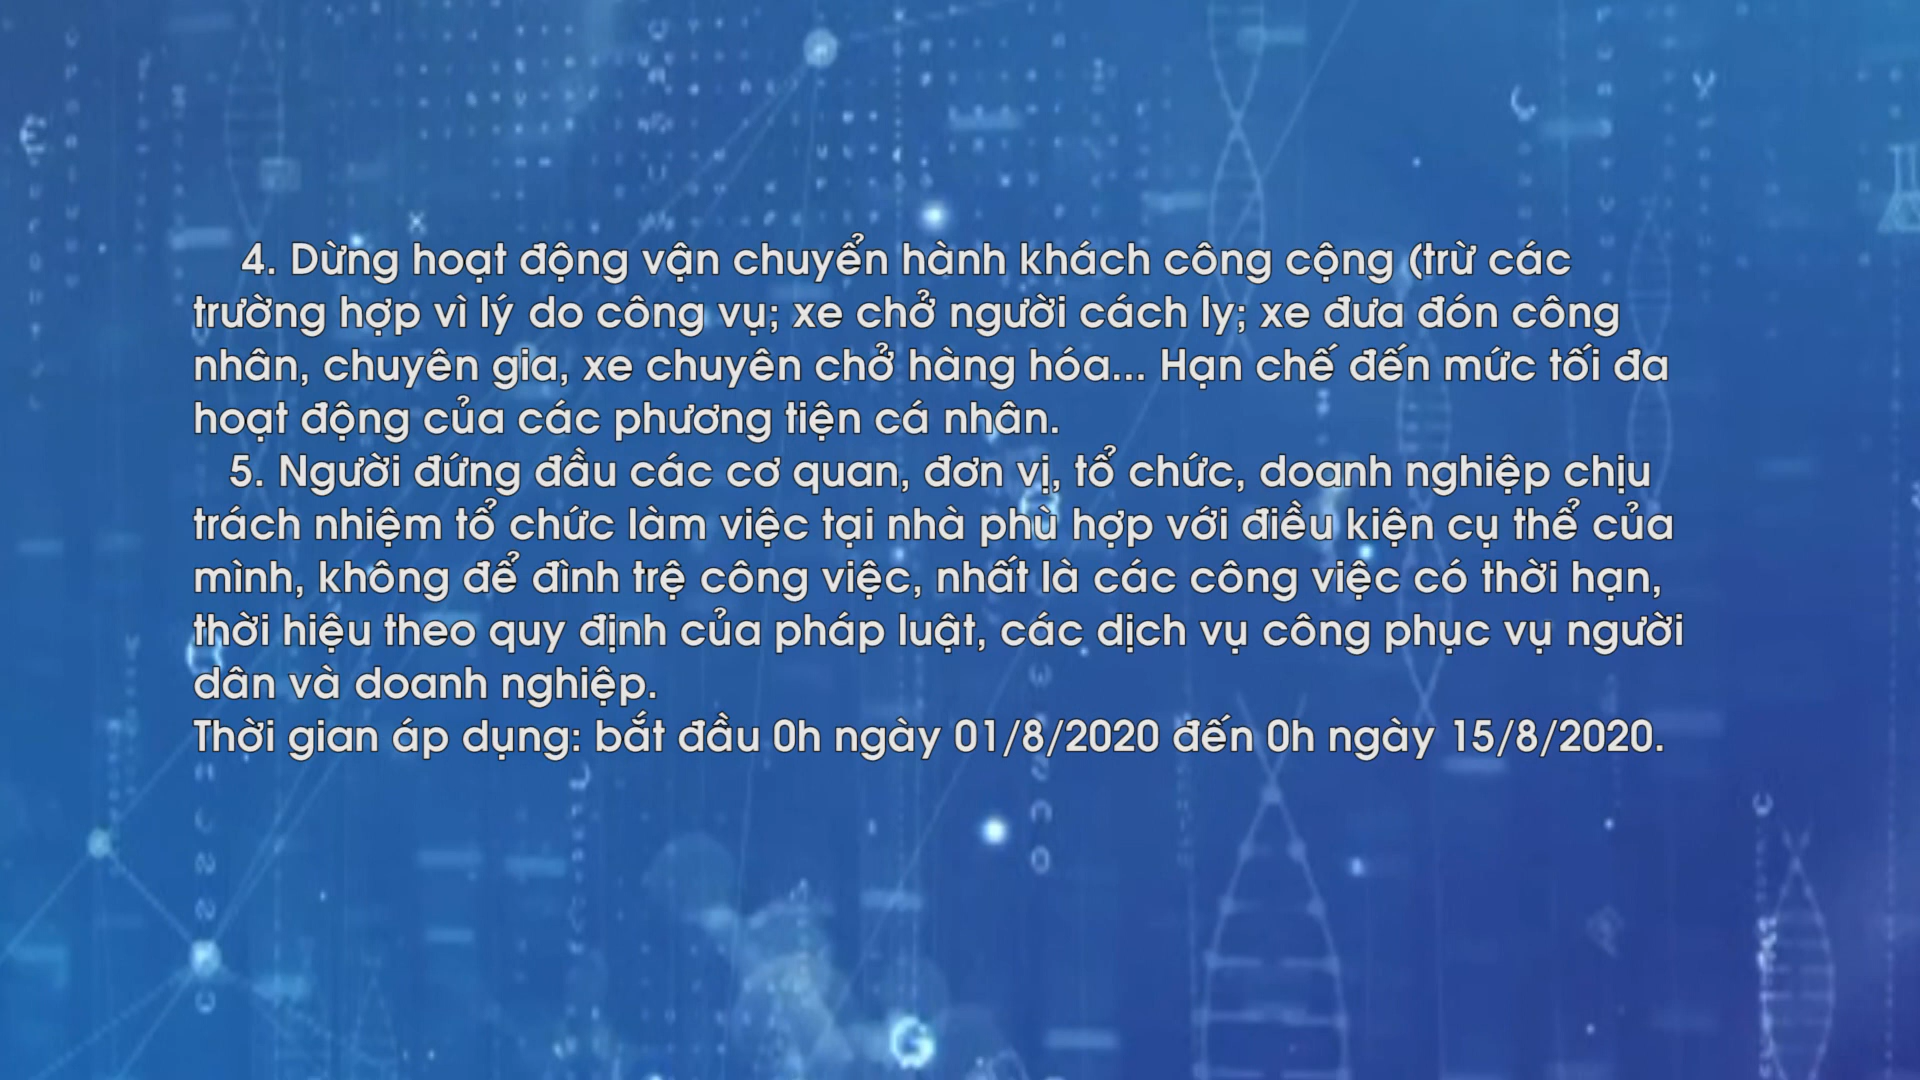 4. Dừng hoạt động vận chuyển hành khách công cộng (trừ các
trường hợp vì lý do công vụ; xe chở người cách ly; xe đưa đón công
nhân, chuyên gia, xe chuyên chở hàng hóa... Hạn chế đến mức tối đa
hoạt động của các phương tiện cá nhân.
5. Người đứng đầu các cơ quan, đơn vị, tổ chức, doanh nghiệp chịu
trách nhiệm tổ chức làm việc tại nhà phù hợp với điều kiện cụ thể của
mình, không để đình trệ công việc, nhất là các công việc có thời hạn,
thời hiệu theo quy định của pháp luật, các dịch vụ công phục vụ người
dân và doanh nghiệp.
Thời gian áp dụng: bắt đầu 0h ngày 01/8/2020 đến 0h ngày 15/8/2020.